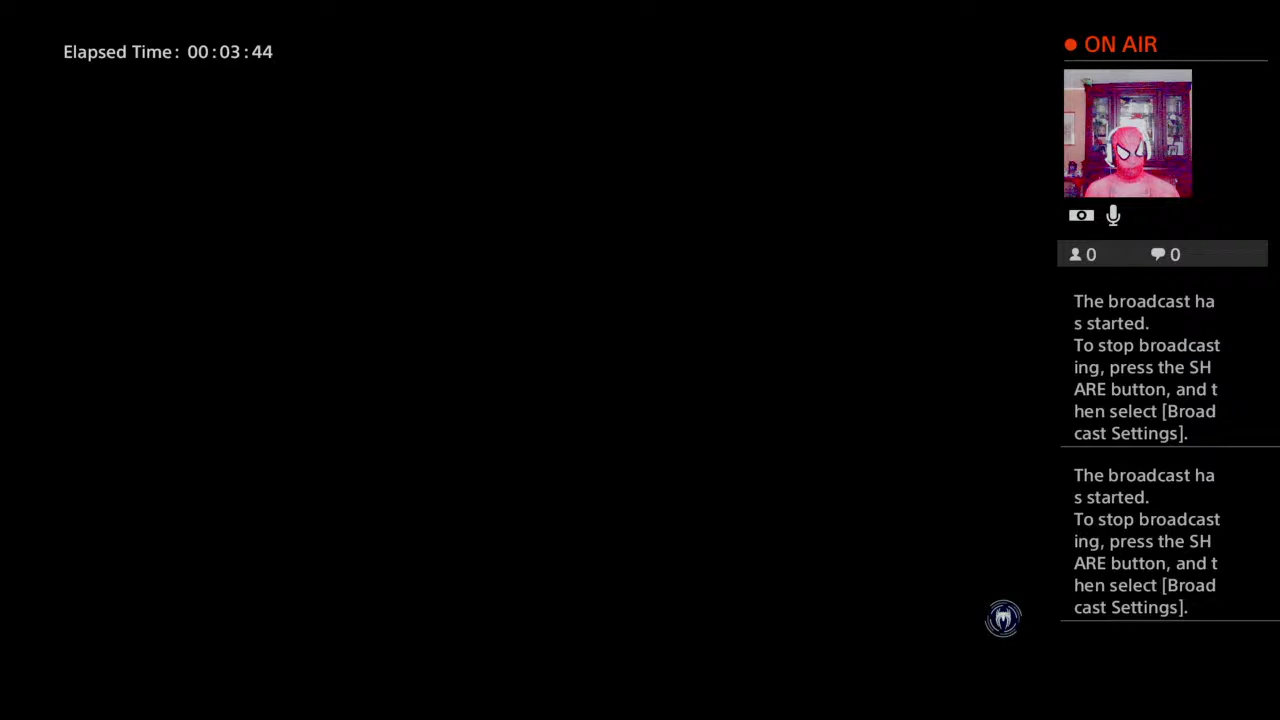 Elapsed Time: 00:03:44
ON AIR
0
0
The broadcast ha
s started.
To stop broadcast
ing, press the SH
ARE button, and t
hen select [Broad
cast Settings].
The broadcast ha
s started.
To stop broadcast
ing, press the SH
ARE button, and t
hen select [Broad
cast Settings].